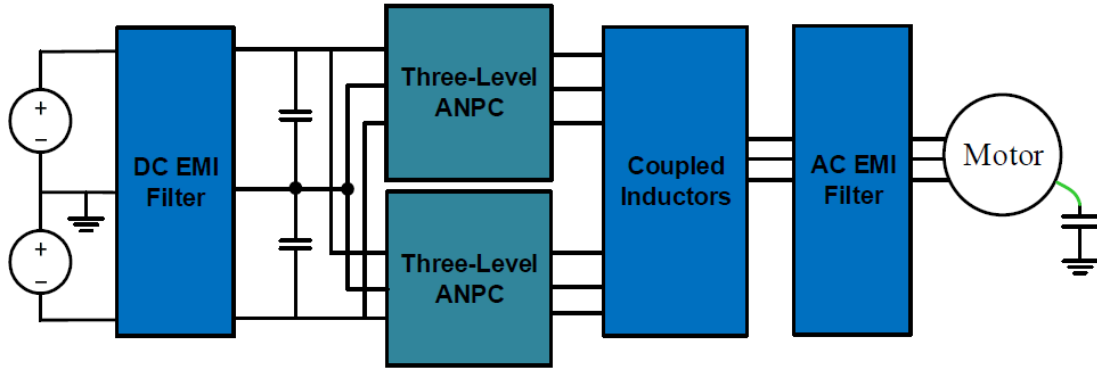 +
−
+
−
DC EMI
Filter
Three-Level
ANPC
Three-Level
ANPC
Coupled
Inductors
AC EMI
Filter
Motor